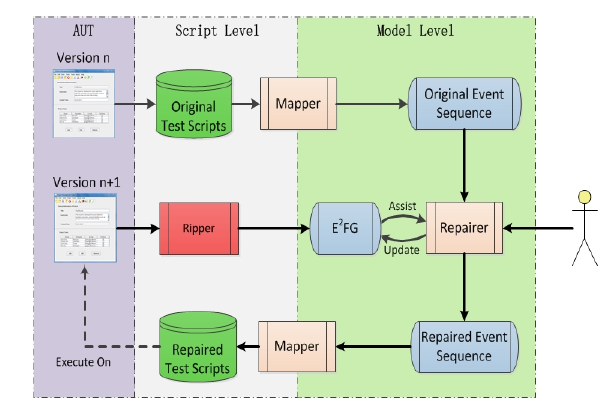 AUT
Script Level
Model Level
Version n
Original
Test Scripts
Mapper
Original Event
Sequence
Version n+1
Ripper
E²FG
Assist
Update
Repairer
Execute On
Repaired
Test Scripts
Mapper
Repaired Event
Sequence